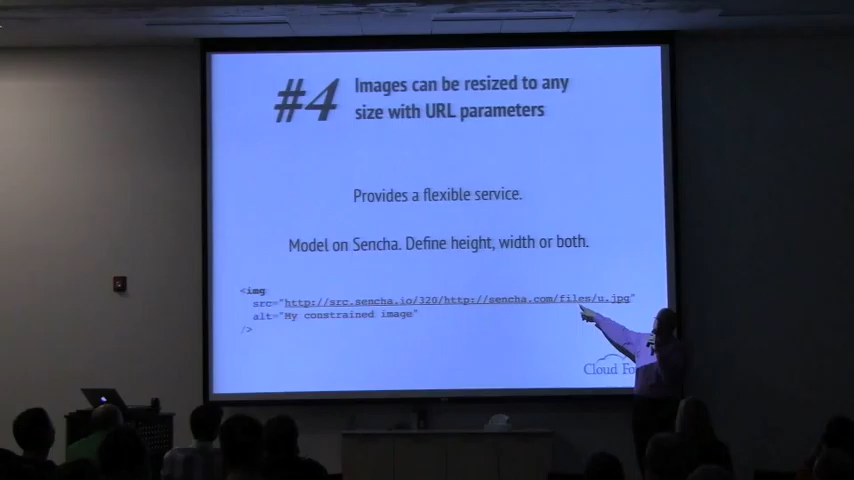 #4
Images can be resized to any
size with URL parameters
Provides a flexible service.
Model on Sencha. Define height, width or both.
<img
src="http://src.sencha.io/320/http://sencha.com/files/u.jpg"
alt="My constrained image"
/>
Cloud Fo